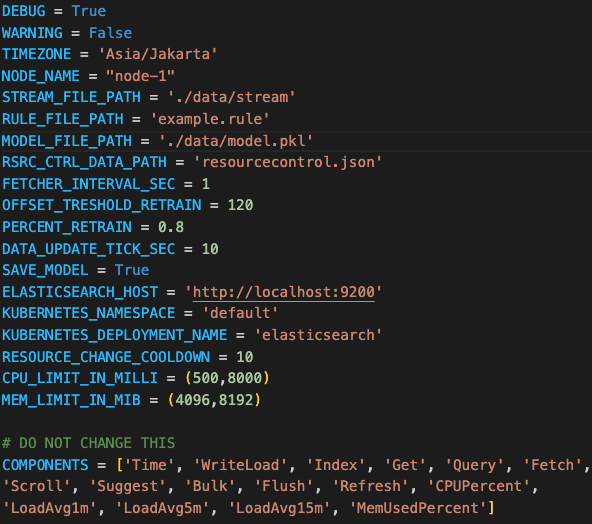 DEBUG = True
WARNING = False
TIMEZONE = 'Asia/Jakarta'
NODE_NAME = "node-1"
STREAM_FILE_PATH = './data/stream'
RULE_FILE_PATH = 'example.rule'
MODEL_FILE_PATH = './data/model.pkl'
RSRC_CTRL_DATA_PATH = 'resourcecontrol.json'
FETCHER_INTERVAL_SEC = 1
OFFSET_TRESHOLD_RETRAIN = 120
PERCENT_RETRAIN = 0.8
DATA_UPDATE_TICK_SEC = 10
SAVE_MODEL = True
ELASTICSEARCH_HOST = 'http://localhost:9200'
KUBERNETES_NAMESPACE = 'default'
KUBERNETES_DEPLOYMENT_NAME = 'elasticsearch'
RESOURCE_CHANGE_COOLDOWN = 10
CPU_LIMIT_IN_MILLI = (500,8000)
MEM_LIMIT_IN_MIB = (4096,8192)

# DO NOT CHANGE THIS
COMPONENTS = ['Time', 'WriteLoad', 'Index', 'Get', 'Query', 'Fetch',
'Scroll', 'Suggest', 'Bulk', 'Flush', 'Refresh', 'CPUPercent',
'LoadAvg1m', 'LoadAvg5m', 'LoadAvg15m', 'MemUsedPercent']